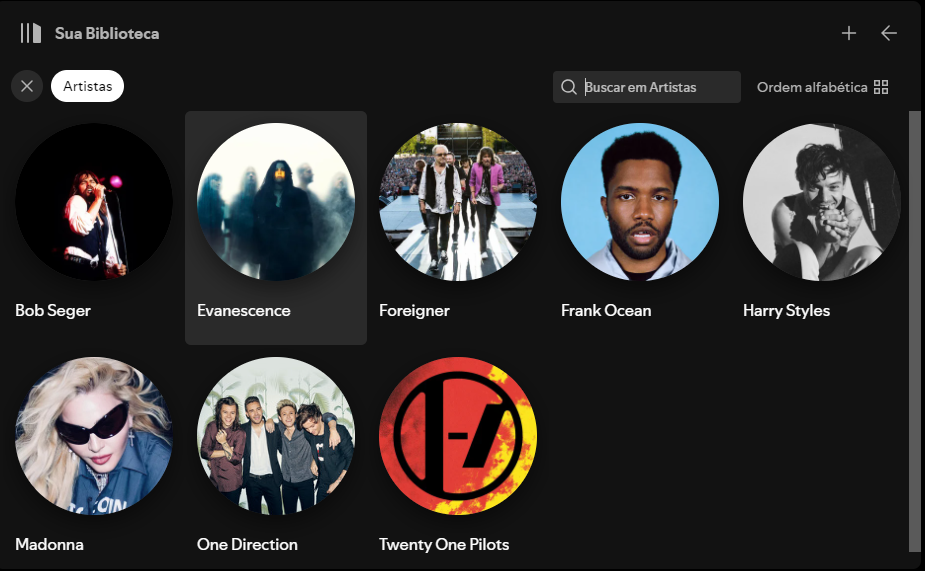 Sua Biblioteca
Artistas
Buscar em Artistas
Ordem alfabética
Bob Seger
Evanescence
Foreigner
Frank Ocean
Harry Styles
Madonna
One Direction
Twenty One Pilots